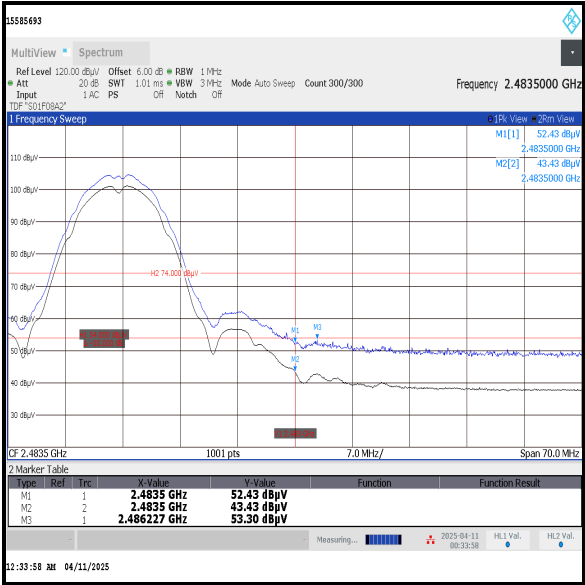 15585693
MultiView Spectrum
Ref Level 120.00 dBµV Offset 6.00 dB RBW 1 MHz
Att 20 dB SWT 1.01 ms VBW 3 MHz Mode Auto Sweep Count 300/300 Frequency 2.4835000 GHz
Input 1 AC PS Off Notch Off
TDF "S01F08A2"
1 Frequency Sweep 1Pk View 2Rm View
M1[1] 52.43 dBµV
2.4835000 GHz
M2[2] 43.43 dBµV
2.4835000 GHz
110 dBµV
100 dBµV
90 dBµV
80 dBµV
H2 74.000 dBµV
70 dBµV
60 dBµV
M1 M3
50 dBµV
M2
40 dBµV
30 dBµV
CF 2.4835 GHz 1001 pts 7.0 MHz/ Span 70.0 MHz
2 Marker Table
Type Ref Trc X-Value Y-Value Function Function Result
M1 1 2.4835 GHz 52.43 dBµV
M2 2 2.4835 GHz 43.43 dBµV
M3 1 2.486227 GHz 53.30 dBµV
Measuring... 2025-04-11 HL1 Val. HL2 Val.
00:33:58
12:33:58 AM 04/11/2025